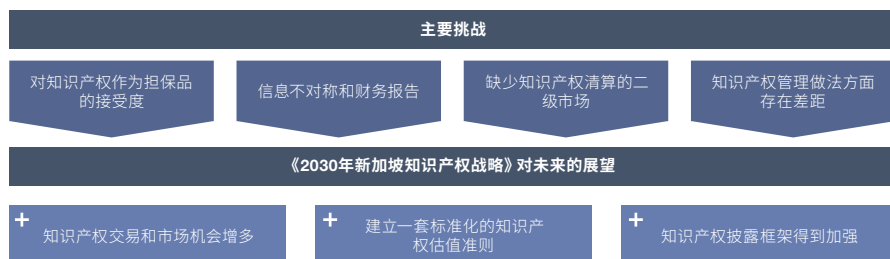 主要挑战
对知识产权作为担保品
的接受度
信息不对称和财务报告
缺少知识产权清算的二
级市场
知识产权管理做法方面
存在差距
《2030年新加坡知识产权战略》对未来的展望
+
知识产权交易和市场机会增多
+
建立一套标准化的知识产
权估值准则
+
知识产权披露框架得到加强